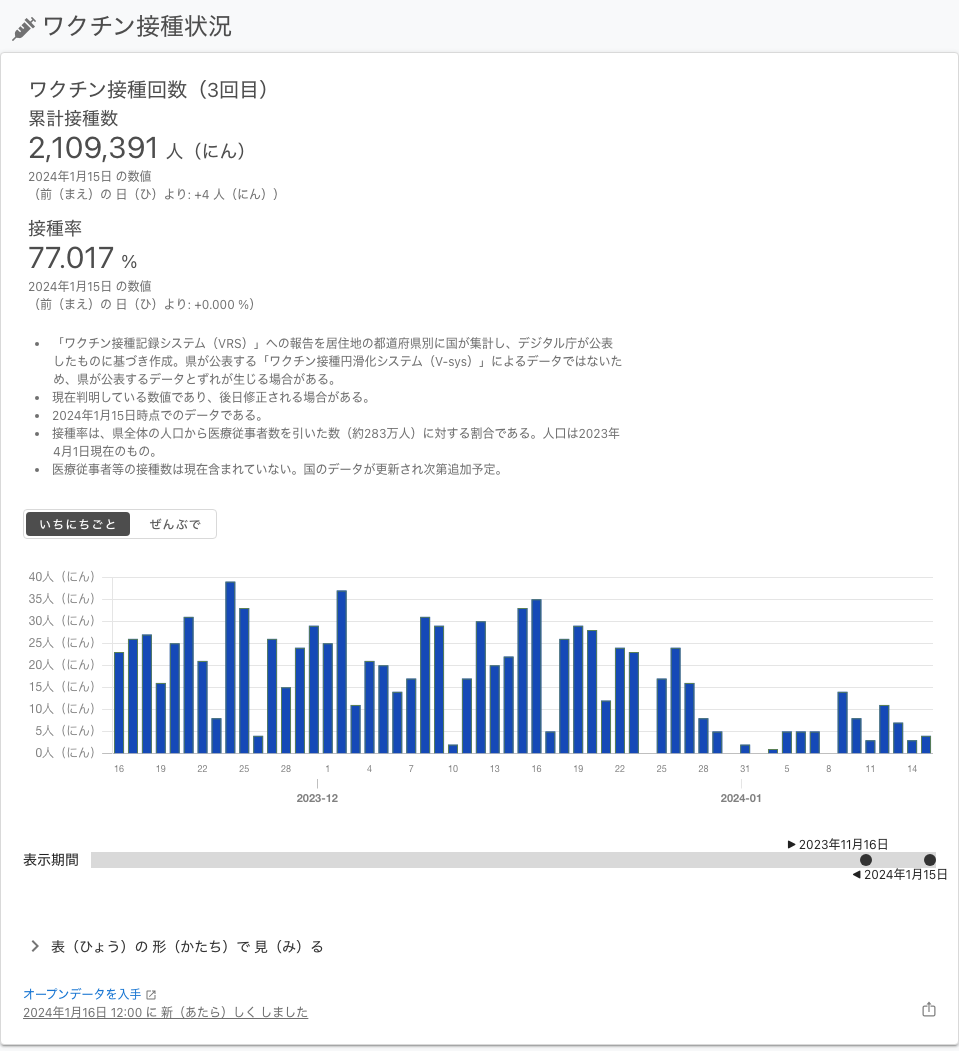 ワクチン接種状況
ワクチン接種回数（3回目）
累計接種数
2,109,391 人（にん）
2024年1月15日 の数値
（前（まえ）の 日（ひ）より: +4 人（にん））
接種率
77.017 %
2024年1月15日 の数値
（前（まえ）の 日（ひ）より: +0.000 %）
「ワクチン接種記録システム（VRS）」への報告を居住地の都道府県別に国が集計し、デジタル庁が公表
したものに基づき作成。県が公表する「ワクチン接種円滑化システム（V-sys）」によるデータではないた
め、県が公表するデータとずれが生じる場合がある。
現在判明している数値であり、後日修正される場合がある。
2024年1月15日時点でのデータである。
接種率は、県全体の人口から医療従事者数を引いた数（約283万人）に対する割合である。人口は2023年
4月1日現在のもの。
医療従事者等の接種数は現在含まれていない。国のデータが更新され次第追加予定。
いちにちごと ぜんぶで
40人（にん）
35人（にん）
30人（にん）
25人（にん）
20人（にん）
15人（にん）
10人（にん）
5人（にん）
0人（にん）
16 19 22 25 28 1 4 7 10 13 16 19 22 25 28 31 5 8 11 14
2023-12 2024-01
2023年11月16日
表示期間
2024年1月15日
表（ひょう）の 形（かたち）で 見（み）る
オープンデータを入手
2024年1月16日 12:00 に 新（あたら）しく しました